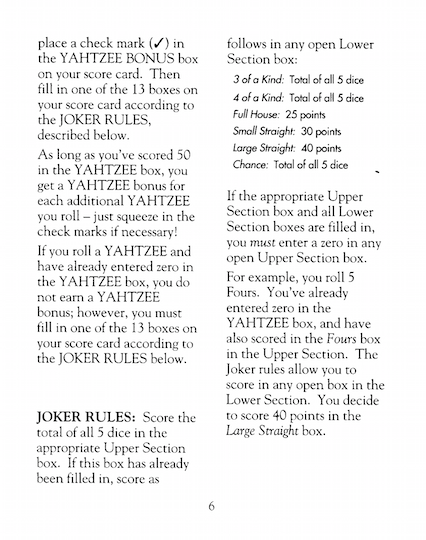 place a check mark (✓) in
the YAHTZEE BONUS box
on your score card. Then
fill in one of the 13 boxes on
your score card according to
the JOKER RULES,
described below.
As long as you've scored 50
in the YAHTZEE box, you
get a YAHTZEE bonus for
each additional YAHTZEE
you roll – just squeeze in the
check marks if necessary!
If you roll a YAHTZEE and
have already entered zero in
the YAHTZEE box, you do
not earn a YAHTZEE
bonus; however, you must
fill in one of the 13 boxes on
your score card according to
the JOKER RULES below.
JOKER RULES: Score the
total of all 5 dice in the
appropriate Upper Section
box. If this box has already
been filled in, score as
follows in any open Lower
Section box:
3 of a Kind: Total of all 5 dice
4 of a Kind: Total of all 5 dice
Full House: 25 points
Small Straight: 30 points
Large Straight: 40 points
Chance: Total of all 5 dice
If the appropriate Upper
Section box and all Lower
Section boxes are filled in,
you must enter a zero in any
open Upper Section box.
For example, you roll 5
Fours. You've already
entered zero in the
YAHTZEE box, and have
also scored in the Fours box
in the Upper Section. The
Joker rules allow you to
score in any open box in the
Lower Section. You decide
to score 40 points in the
Large Straight box.
6